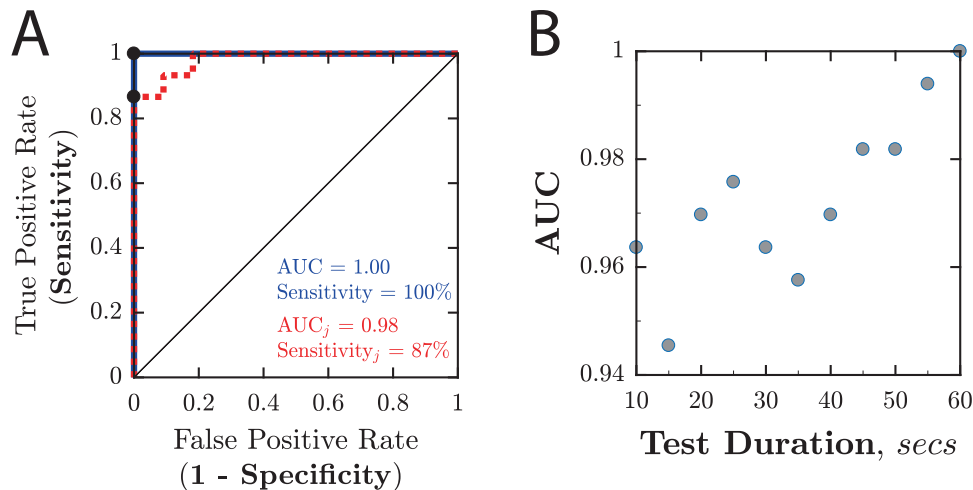 A
True Positive Rate
(Sensitivity)
1
0.8
0.6
0.4
0.2
0
AUC = 1.00
Sensitivity = 100%
AUCj = 0.98
Sensitivityj = 87%
0 0.2 0.4 0.6 0.8 1
False Positive Rate
(1 - Specificity)
B
AUC
1
0.98
0.96
0.94
10 20 30 40 50 60
Test Duration, secs